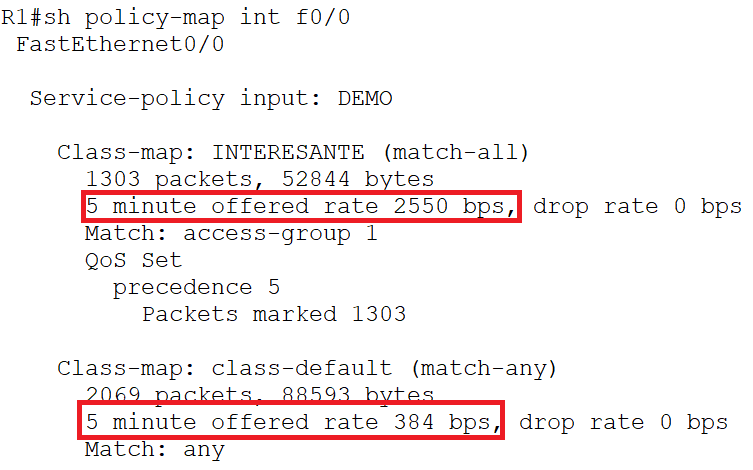 R1#sh policy-map int f0/0
FastEthernet0/0
Service-policy input: DEMO
Class-map: INTERESANTE (match-all)
1303 packets, 52844 bytes
5 minute offered rate 2550 bps, drop rate 0 bps
Match: access-group 1
QoS Set
precedence 5
Packets marked 1303
Class-map: class-default (match-any)
2069 packets, 88593 bytes
5 minute offered rate 384 bps, drop rate 0 bps
Match: any